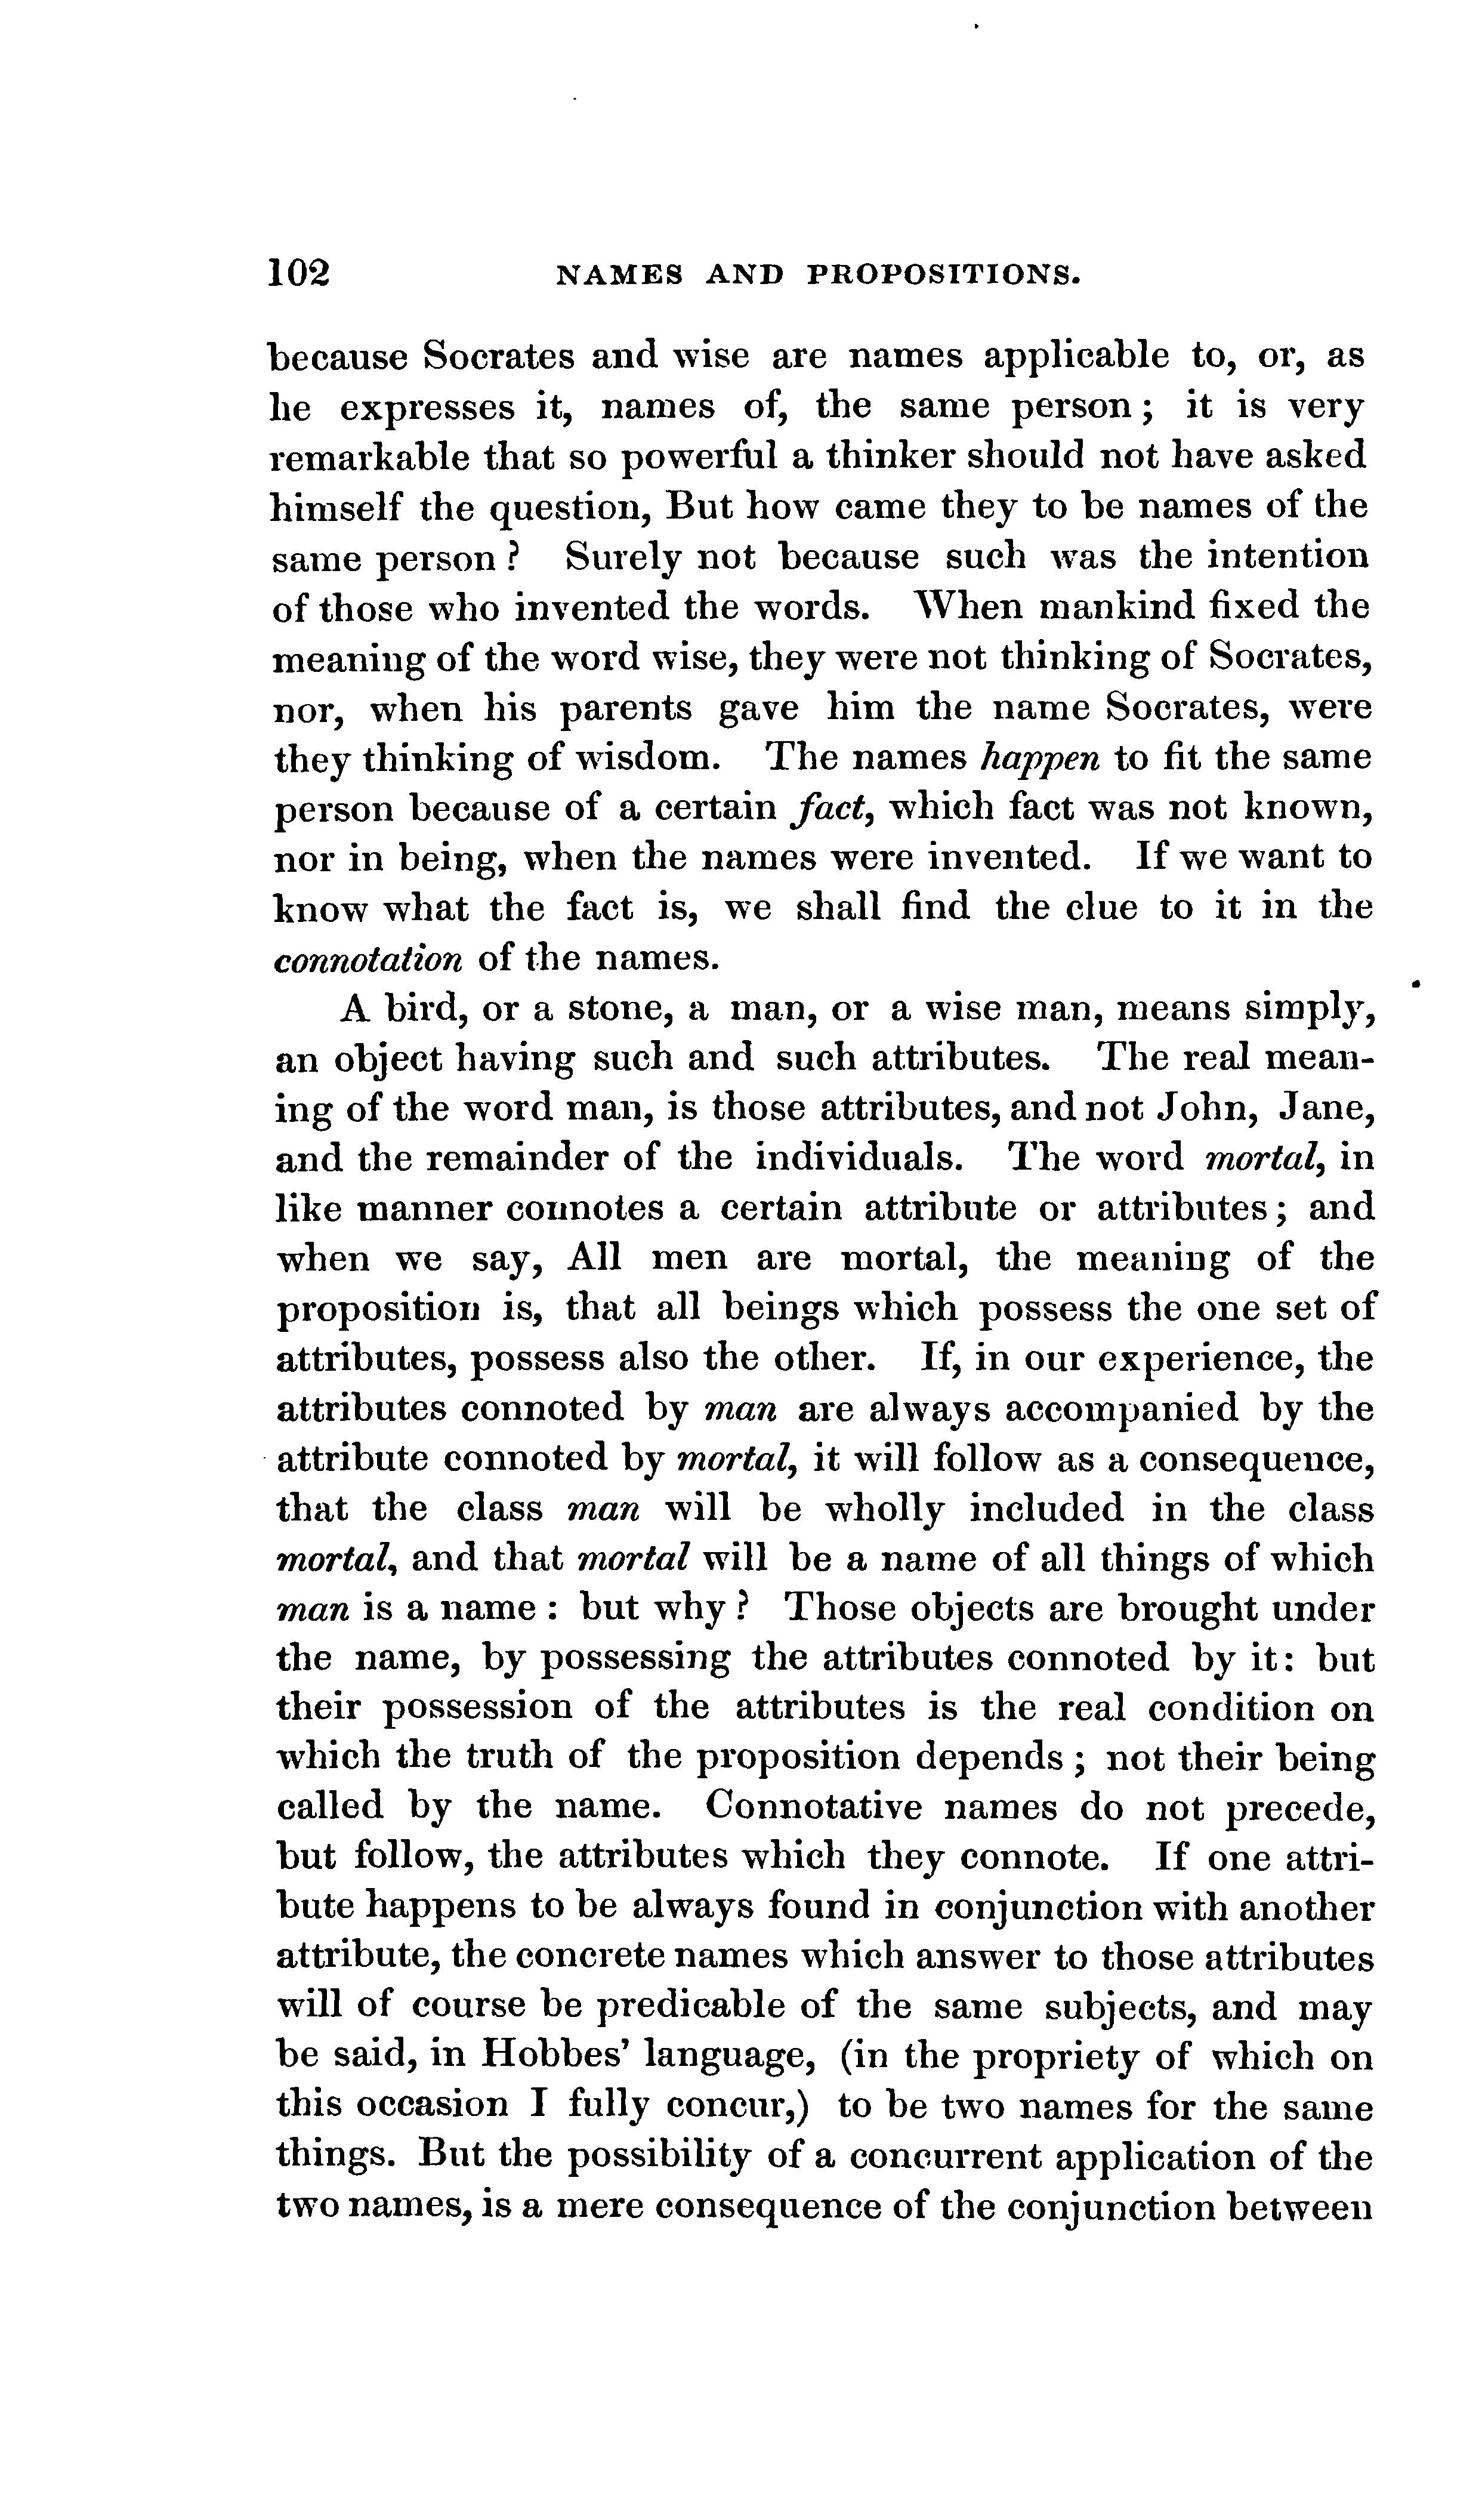 102 NAMES AND PROPOSITIONS.
because Socrates and wise are names applicable to, or, as
he expresses it, names of, the same person; it is very
remarkable that so powerful a thinker should not have asked
himself the question, But how came they to be names of the
same person? Surely not because such was the intention
of those who invented the words. When mankind fixed the
meaning of the word wise, they were not thinking of Socrates,
nor, when his parents gave him the name Socrates, were
they thinking of wisdom. The names happen to fit the same
person because of a certain fact, which fact was not known,
nor in being, when the names were invented. If we want to
know what the fact is, we shall find the clue to it in the
connotation of the names.
A bird, or a stone, a man, or a wise man, means simply,
an object having such and such attributes. The real mean-
ing of the word man, is those attributes, and not John, Jane,
and the remainder of the individuals. The word mortal, in
like manner connotes a certain attribute or attributes; and
when we say, All men are mortal, the meaning of the
proposition is, that all beings which possess the one set of
attributes, possess also the other. If, in our experience, the
attributes connoted by man are always accompanied by the
attribute connoted by mortal, it will follow as a consequence,
that the class man will be wholly included in the class
mortal, and that mortal will be a name of all things of which
man is a name: but why? Those objects are brought under
the name, by possessing the attributes connoted by it: but
their possession of the attributes is the real condition on
which the truth of the proposition depends; not their being
called by the name. Connotative names do not precede,
but follow, the attributes which they connote. If one attri-
bute happens to be always found in conjunction with another
attribute, the concrete names which answer to those attributes
will of course be predicable of the same subjects, and may
be said, in Hobbes' language, (in the propriety of which on
this occasion I fully concur,) to be two names for the same
things. But the possibility of a concurrent application of the
two names, is a mere consequence of the conjunction between